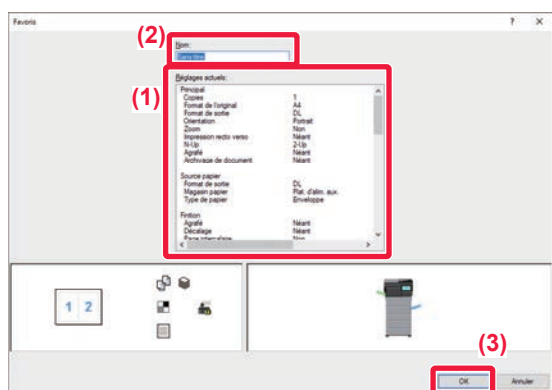 Favoris ? ×
(2)
Nom:
Sans titre
(1)
Réglages actuels:
Principal
Copies 1
Format de l'original A4
Format de sortie DL
Orientation Portrait
Zoom Non
Impression recto verso Néant
N-Up 2-Up
Agrafé Néant
Archivage de document Néant
Source papier
Format de sortie DL
Magasin papier Plat. d'alim. aux.
Type de papier Enveloppe
Finition
Agrafé Néant
Décalage Néant
Page intercalaire Non
1 2
(3)
OK Annuler